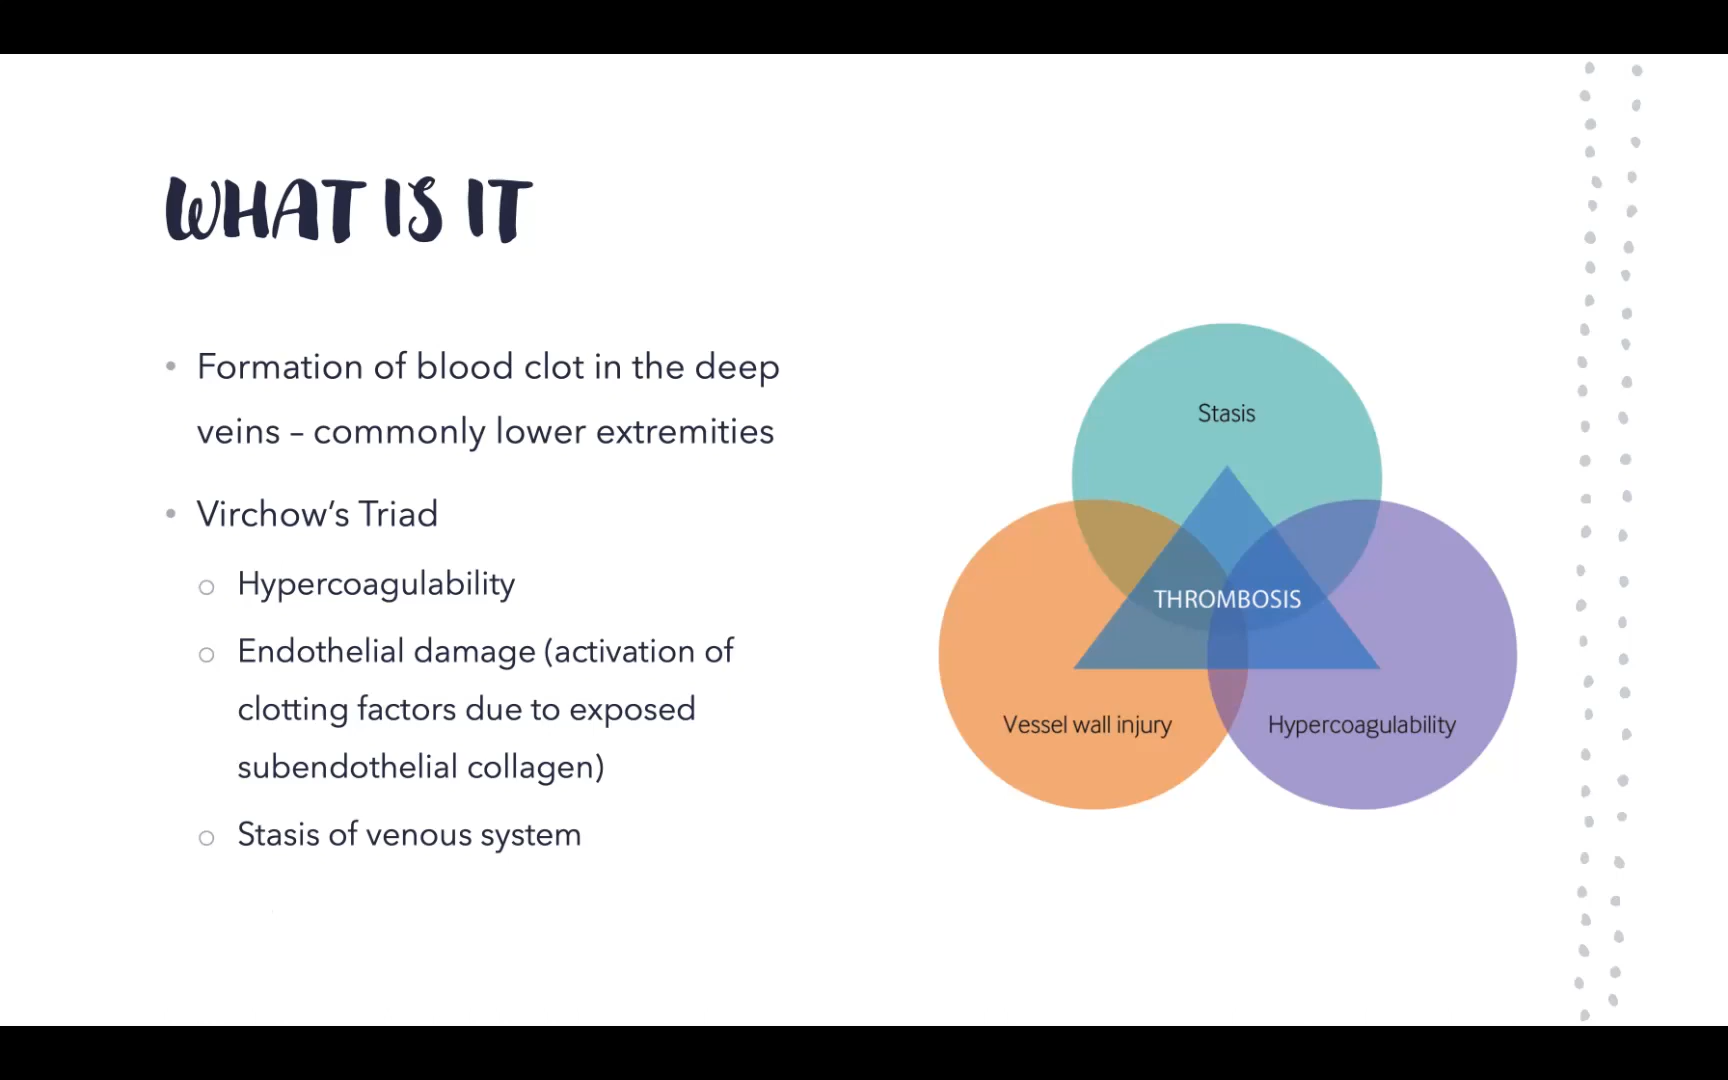 WHAT IS IT
• Formation of blood clot in the deep
veins – commonly lower extremities
• Virchow’s Triad
○ Hypercoagulability
○ Endothelial damage (activation of
clotting factors due to exposed
subendothelial collagen)
○ Stasis of venous system
Stasis
THROMBOSIS
Vessel wall injury
Hypercoagulability